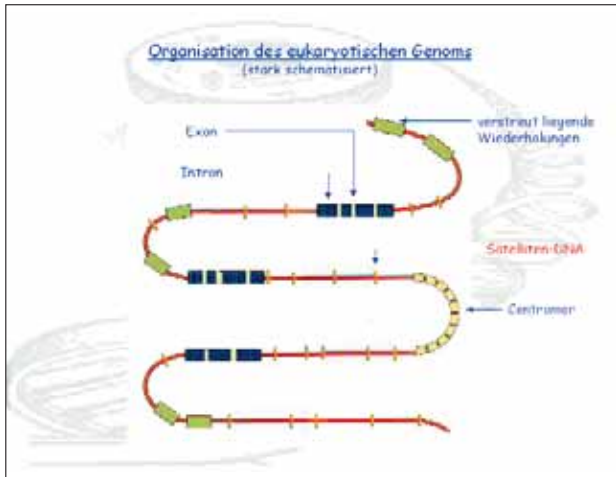 Organisation des eukaryotischen Genoms
(stark schematisiert)
verstreut liegende
Wiederholungen
Exon
Intron
Satelliten-DNA
Centromer